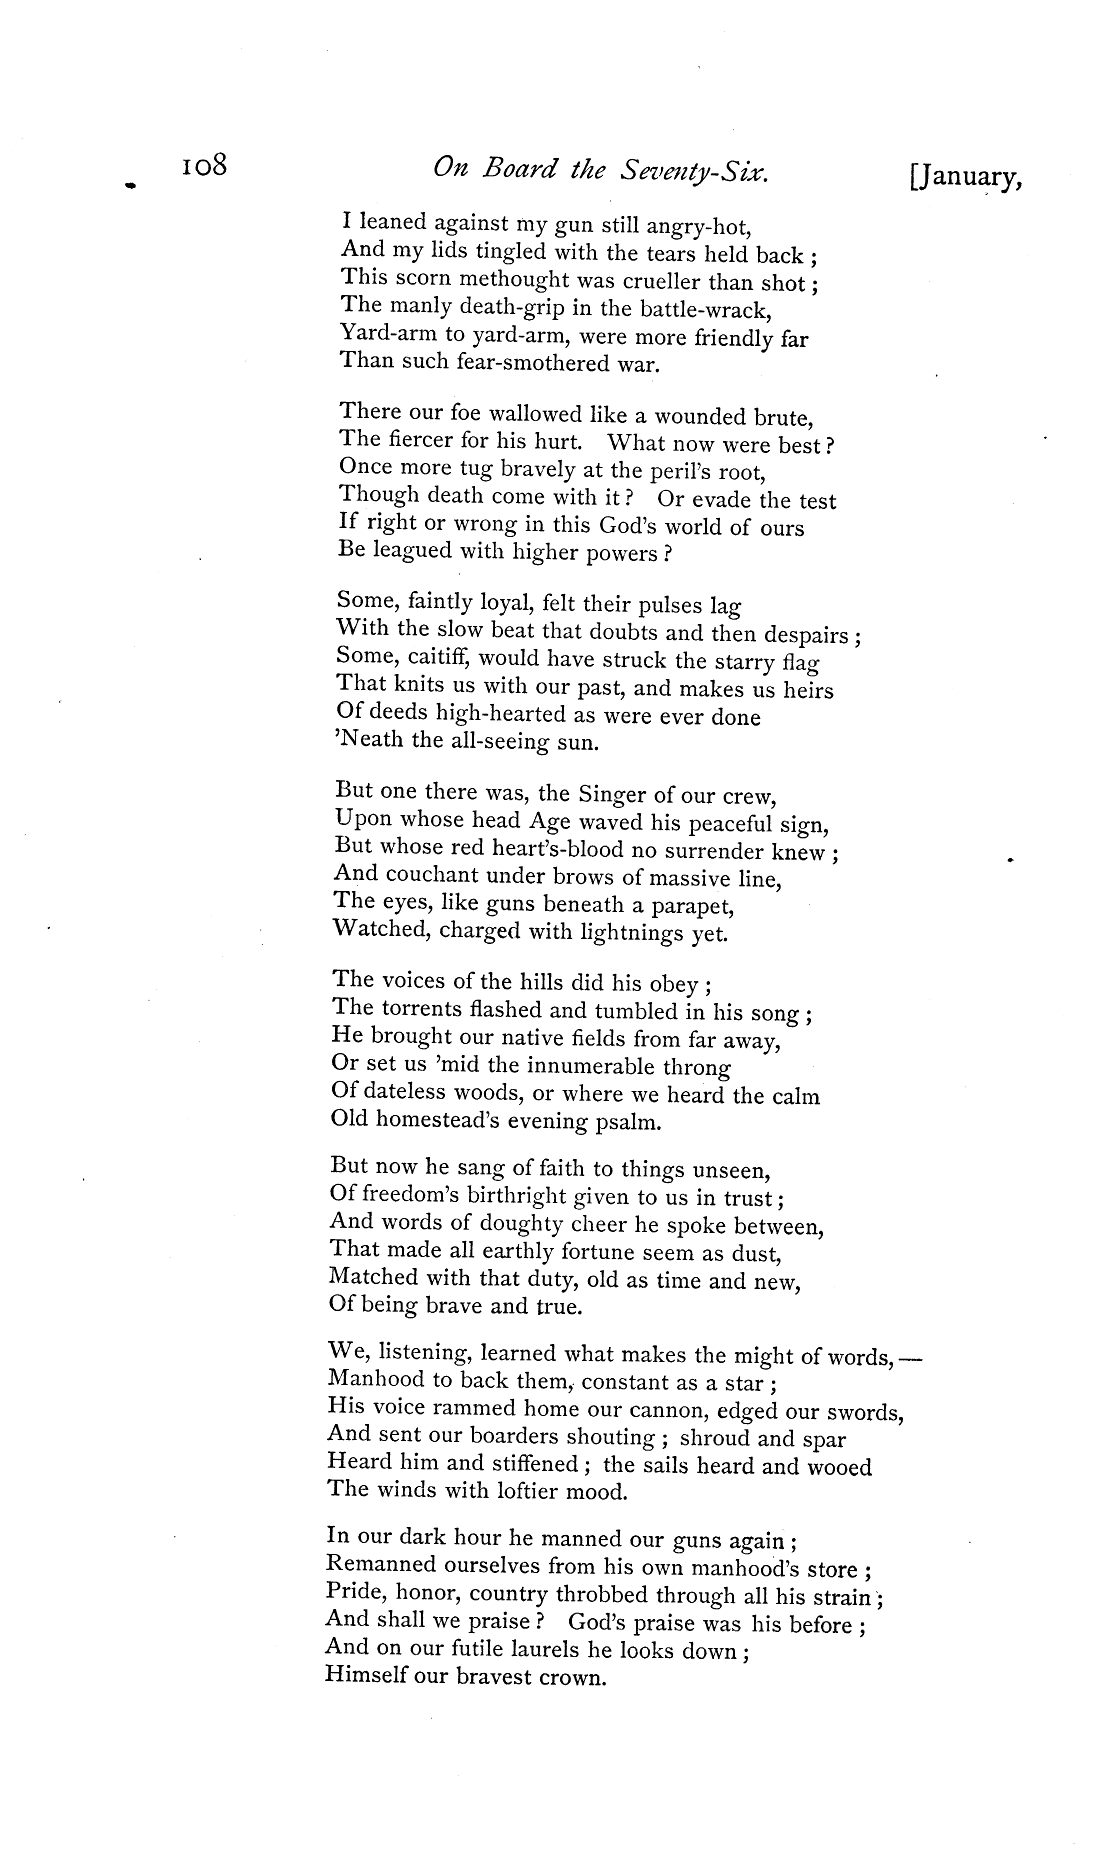 108 On Board the Seventy-Six. [January,
I leaned against my gun still angry-hot,
And my lids tingled with the tears held back ;
This scorn methought was crueller than shot ;
The manly death-grip in the battle-wrack,
Yard-arm to yard-arm, were more friendly far
Than such fear-smothered war.

There our foe wallowed like a wounded brute,
The fiercer for his hurt. What now were best ?
Once more tug bravely at the peril's root,
Though death come with it ? Or evade the test
If right or wrong in this God's world of ours
Be leagued with higher powers ?

Some, faintly loyal, felt their pulses lag
With the slow beat that doubts and then despairs ;
Some, caitiff, would have struck the starry flag
That knits us with our past, and makes us heirs
Of deeds high-hearted as were ever done
'Neath the all-seeing sun.

But one there was, the Singer of our crew,
Upon whose head Age waved his peaceful sign,
But whose red heart's-blood no surrender knew ;
And couchant under brows of massive line,
The eyes, like guns beneath a parapet,
Watched, charged with lightnings yet.

The voices of the hills did his obey ;
The torrents flashed and tumbled in his song ;
He brought our native fields from far away,
Or set us 'mid the innumerable throng
Of dateless woods, or where we heard the calm
Old homestead's evening psalm.

But now he sang of faith to things unseen,
Of freedom's birthright given to us in trust ;
And words of doughty cheer he spoke between,
That made all earthly fortune seem as dust,
Matched with that duty, old as time and new,
Of being brave and true.

We, listening, learned what makes the might of words, —
Manhood to back them, constant as a star ;
His voice rammed home our cannon, edged our swords,
And sent our boarders shouting ; shroud and spar
Heard him and stiffened ; the sails heard and wooed
The winds with loftier mood.

In our dark hour he manned our guns again ;
Remanned ourselves from his own manhood's store ;
Pride, honor, country throbbed through all his strain ;
And shall we praise ? God's praise was his before ;
And on our futile laurels he looks down ;
Himself our bravest crown.